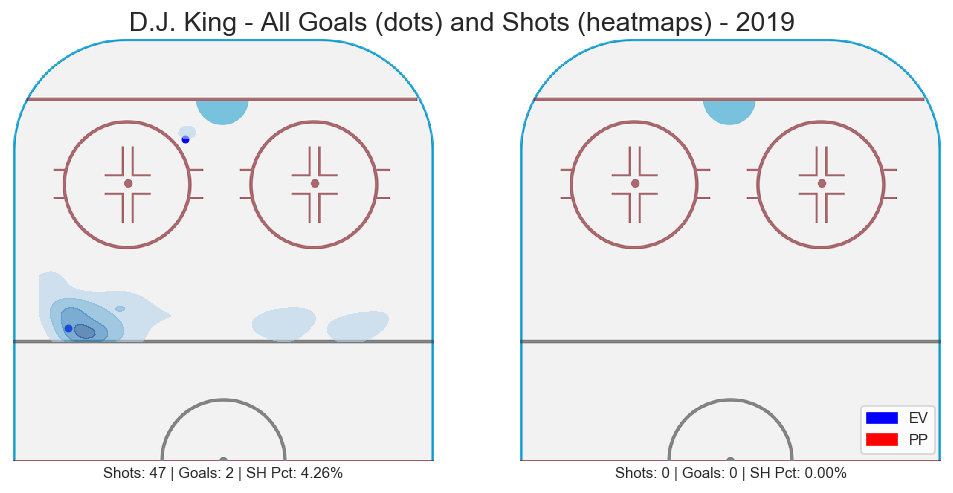 D.J. King - All Goals (dots) and Shots (heatmaps) - 2019
EV
PP
Shots: 47 | Goals: 2 | SH Pct: 4.26%
Shots: 0 | Goals: 0 | SH Pct: 0.00%